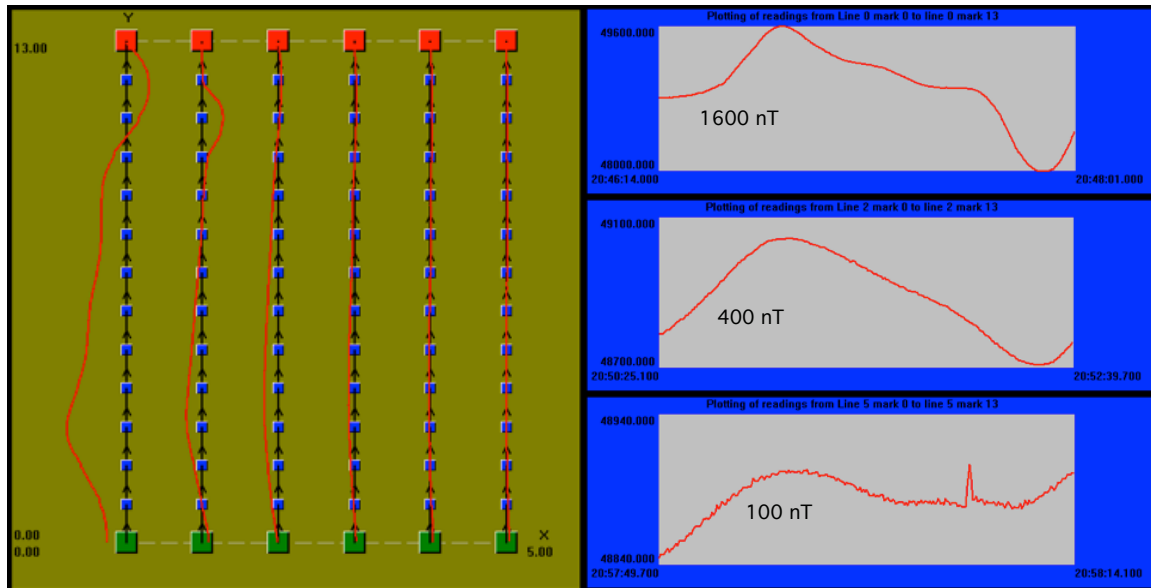 Y
13.00
0.00
0.00
X
5.00
Plotting of readings from Line 0 mark 0 to line 0 mark 13
49600.000
1600 nT
48000.000
20:46:14.000
20:48:01.000
Plotting of readings from Line 2 mark 0 to line 2 mark 13
49100.000
400 nT
48700.000
20:50:25.100
20:52:39.700
Plotting of readings from Line 5 mark 0 to line 5 mark 13
48940.000
100 nT
48840.000
20:57:49.700
20:58:14.100